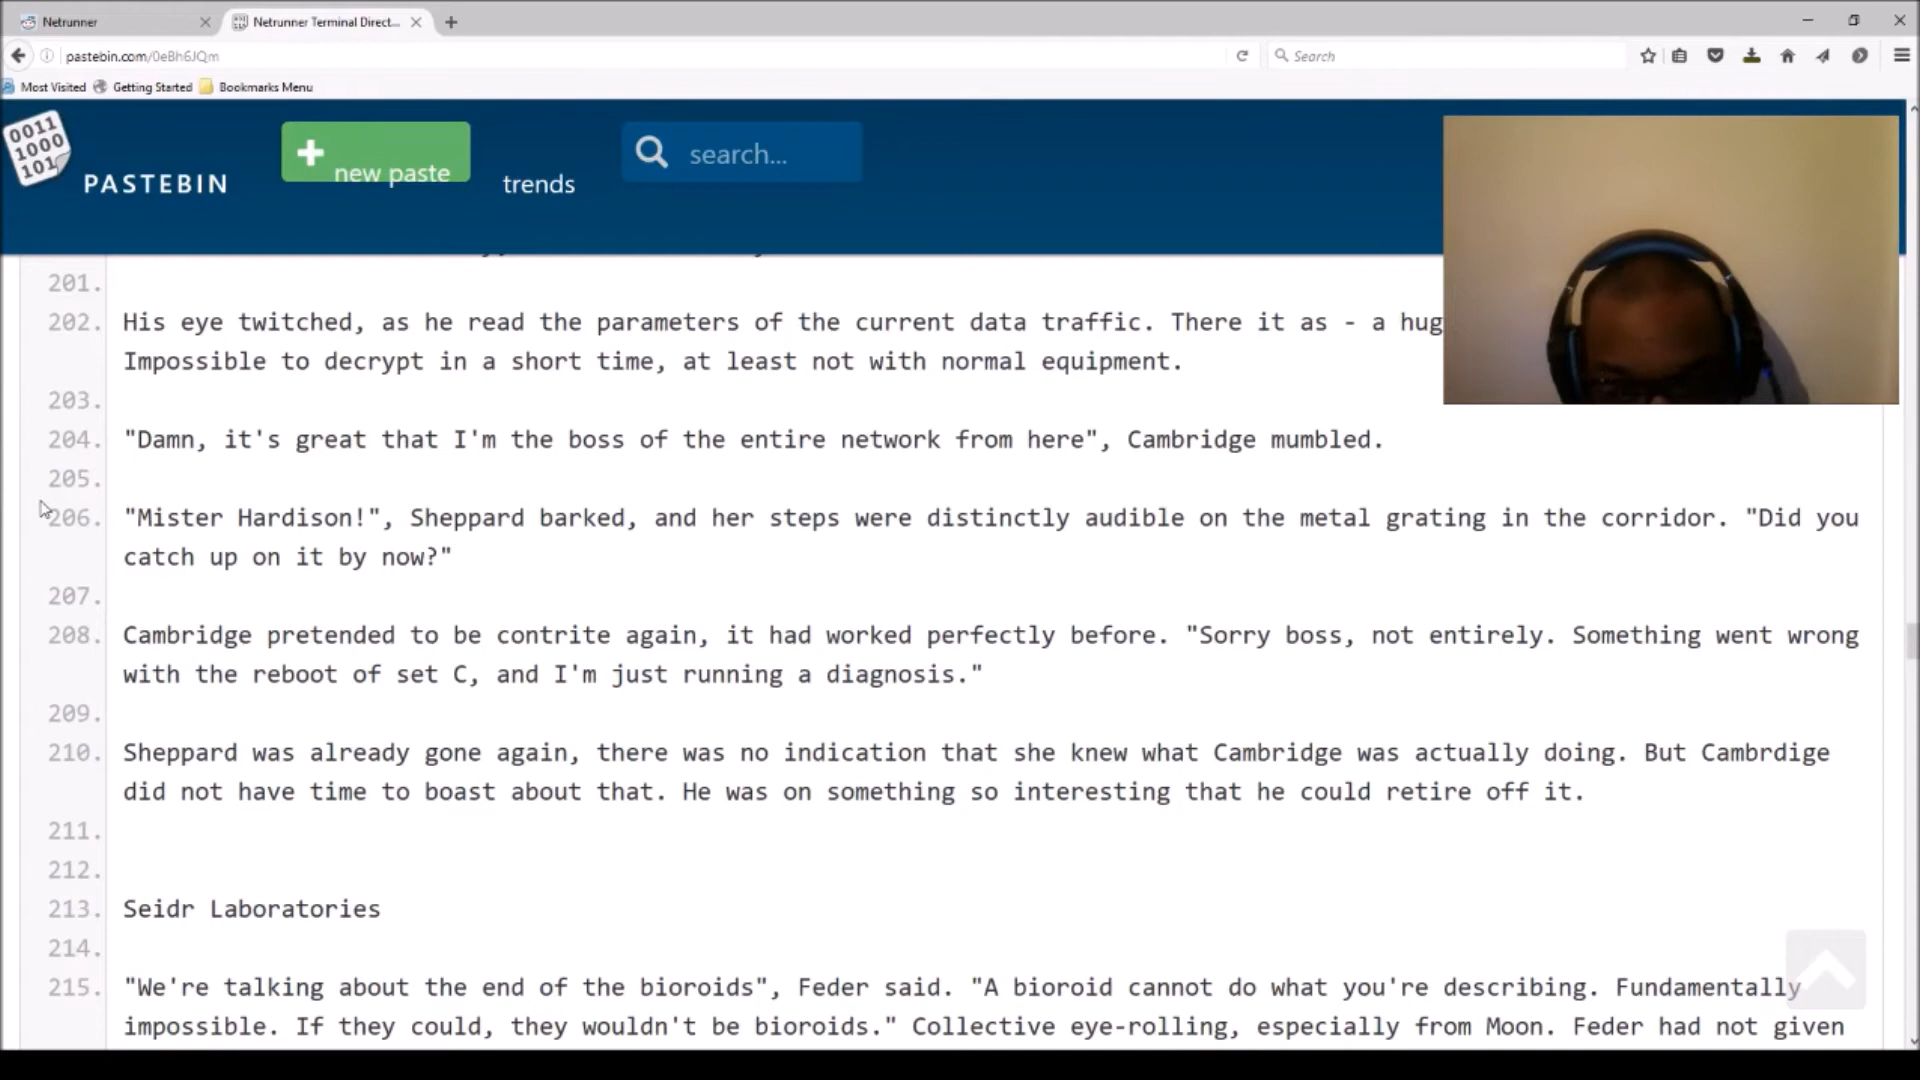 Netrunner
Netrunner Terminal Direct...
pastebin.com/0eBh6JQm
Search
Most Visited Getting Started Bookmarks Menu
0011
1000
101
PASTEBIN
new paste
trends
search...
201.
202. His eye twitched, as he read the parameters of the current data traffic. There it as - a hug
Impossible to decrypt in a short time, at least not with normal equipment.
203.
204. "Damn, it's great that I'm the boss of the entire network from here", Cambridge mumbled.
205.
206. "Mister Hardison!", Sheppard barked, and her steps were distinctly audible on the metal grating in the corridor. "Did you
catch up on it by now?"
207.
208. Cambridge pretended to be contrite again, it had worked perfectly before. "Sorry boss, not entirely. Something went wrong
with the reboot of set C, and I'm just running a diagnosis."
209.
210. Sheppard was already gone again, there was no indication that she knew what Cambridge was actually doing. But Cambrdige
did not have time to boast about that. He was on something so interesting that he could retire off it.
211.
212.
213. Seidr Laboratories
214.
215. "We're talking about the end of the bioroids", Feder said. "A bioroid cannot do what you're describing. Fundamentally
impossible. If they could, they wouldn't be bioroids." Collective eye-rolling, especially from Moon. Feder had not given